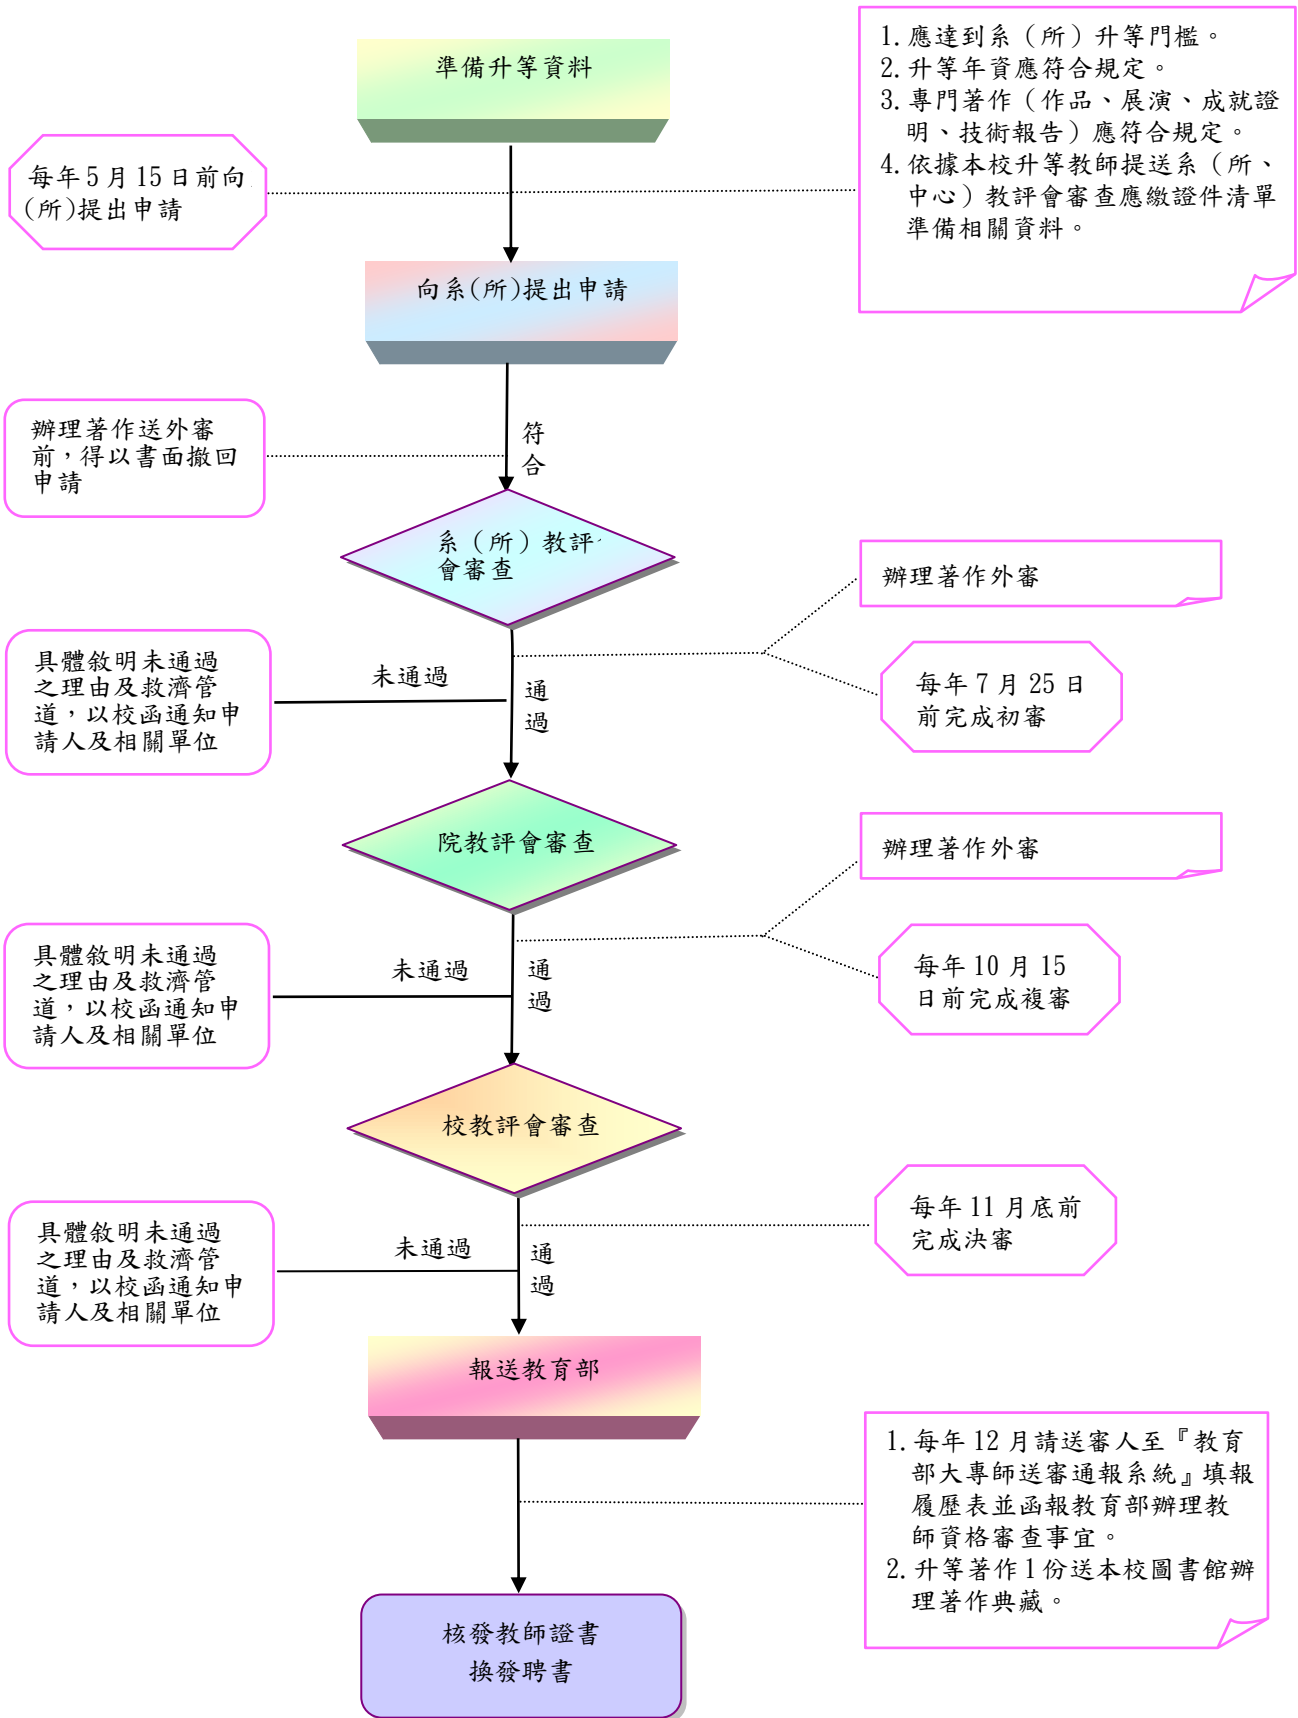 準備升等資料
1. 應達到系（所）升等門檻。
2. 升等年資應符合規定。
3. 專門著作（作品、展演、成就證
明、技術報告）應符合規定。
4. 依據本校升等教師提送系（所、
中心）教評會審查應繳證件清單
準備相關資料。
每年 5 月 15 日前向
(所)提出申請
向系(所)提出申請
辦理著作送外審
前，得以書面撤回
申請
符
合
系（所）教評
會審查
辦理著作外審
每年 7 月 25 日
前完成初審
具體敘明未通過
之理由及救濟管
道，以校函通知申
請人及相關單位
未通過
通
過
院教評會審查
辦理著作外審
每年 10 月 15
日前完成複審
具體敘明未通過
之理由及救濟管
道，以校函通知申
請人及相關單位
未通過
通
過
校教評會審查
每年 11 月底前
完成決審
具體敘明未通過
之理由及救濟管
道，以校函通知申
請人及相關單位
未通過
通
過
報送教育部
1. 每年 12 月請送審人至『教育
部大專師送審通報系統』填報
履歷表並函報教育部辦理教
師資格審查事宜。
2. 升等著作 1 份送本校圖書館辦
理著作典藏。
核發教師證書
換發聘書